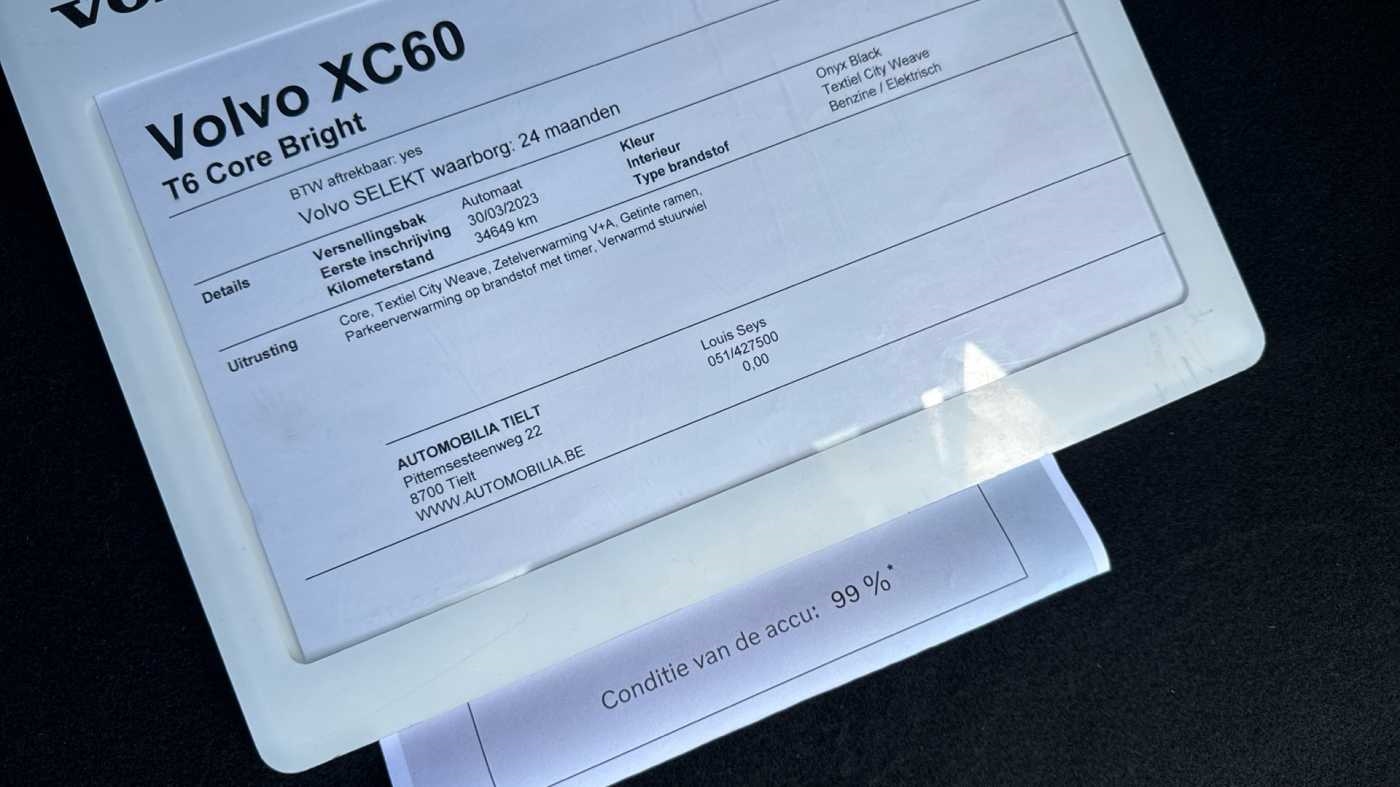 Volvo XC60
T6 Core Bright
BTW aftrekbaar: yes
Volvo SELEKT waarborg: 24 maanden
Details
Versnellingsbak Automaat
Eerste inschrijving 30/03/2023
Kilometerstand 34649 km
Kleur Onyx Black
Interieur Textiel City Weave
Type brandstof Benzine / Elektrisch
Uitrusting
Core, Textiel City Weave, Zetelverwarming V+A, Getinte ramen,
Parkeerverwarming op brandstof met timer, Verwarmd stuurwiel
AUTOMOBILIA TIELT
Pittemsesteenweg 22
8700 Tielt
WWW.AUTOMOBILIA.BE
Louis Seys
051/427500
0,00
Conditie van de accu: 99 %*